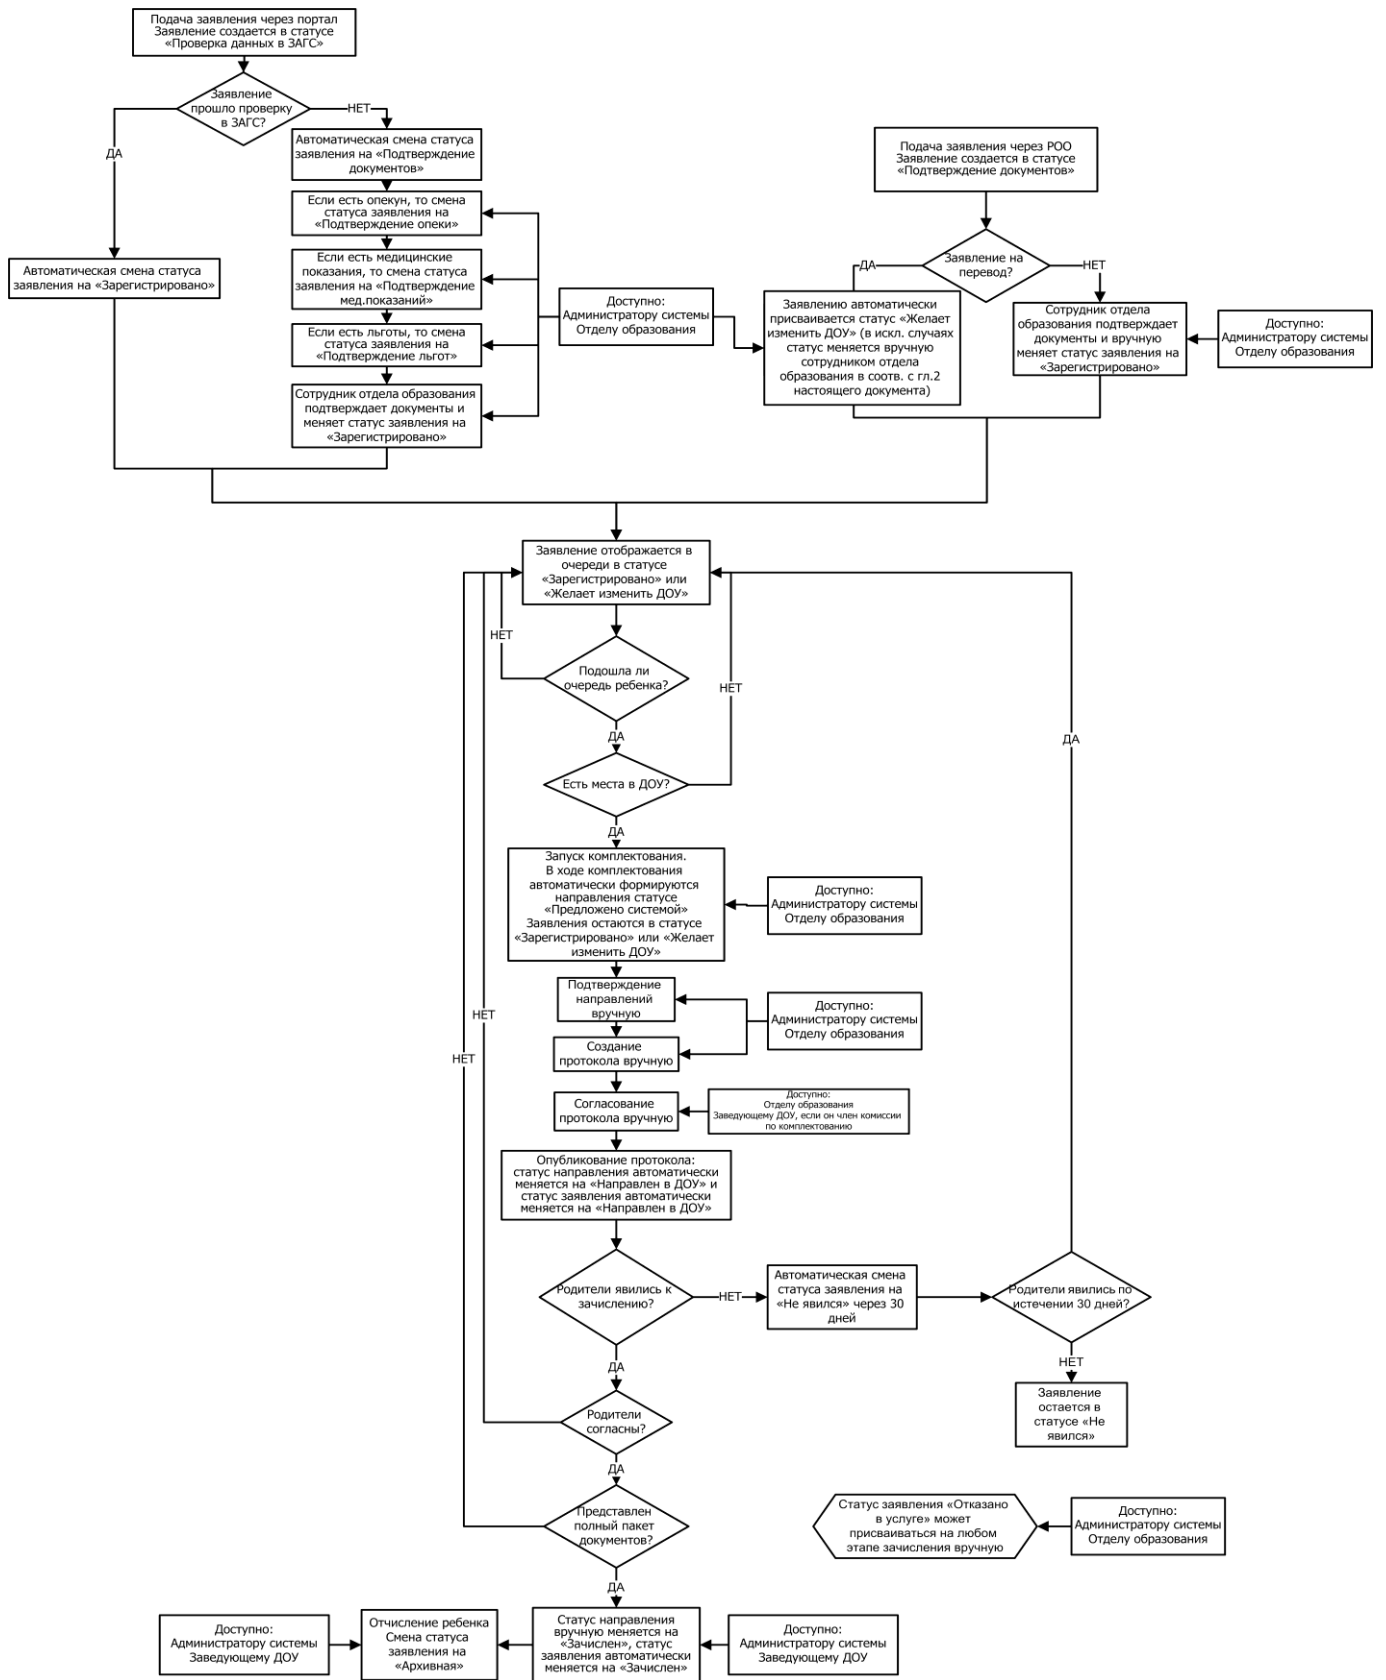 Подача заявления через портал
Заявление создается в статусе
«Проверка данных в ЗАГС»
Заявление
прошло проверку
в ЗАГС?
НЕТ
ДА
Автоматическая смена статуса
заявления на «Подтверждение
документов»
Если есть опекун, то смена
статуса заявления на
«Подтверждение опеки»
Автоматическая смена статуса
заявления на «Зарегистрировано»
Если есть медицинские
показания, то смена статуса
заявления на «Подтверждение
мед.показаний»
Если есть льготы, то смена
статуса заявления на
«Подтверждение льгот»
Сотрудник отдела образования
подтверждает документы и
меняет статус заявления на
«Зарегистрировано»
Доступно:
Администратору системы
Отделу образования
Подача заявления через РОО
Заявление создается в статусе
«Подтверждение документов»
Заявление на
перевод?
ДА
НЕТ
Заявлению автоматически
присваивается статус «Желает
изменить ДОУ» (в искл. случаях
статус меняется вручную
сотрудником отдела
образования в соотв. с гл.2
настоящего документа)
Сотрудник отдела
образования подтверждает
документы и вручную
меняет статус заявления на
«Зарегистрировано»
Доступно:
Администратору системы
Отделу образования
Заявление отображается в
очереди в статусе
«Зарегистрировано» или
«Желает изменить ДОУ»
НЕТ
Подошла ли
очередь ребенка?
НЕТ
ДА
ДА
Есть места в ДОУ?
ДА
Запуск комплектования.
В ходе комплектования
автоматически формируются
направления статусе
«Предложено системой»
Заявления остаются в статусе
«Зарегистрировано» или «Желает
изменить ДОУ»
Доступно:
Администратору системы
Отделу образования
Подтверждение
направлений
вручную
Доступно:
Администратору системы
Отделу образования
НЕТ
НЕТ
Создание
протокола вручную
Согласование
протокола вручную
Доступно:
Отделу образования
Заведующему ДОУ, если он член комиссии
по комплектованию
Опубликование протокола:
статус направления автоматически
меняется на «Направлен в ДОУ» и
статус заявления автоматически
меняется на «Направлен в ДОУ»
Родители явились к
зачислению?
НЕТ
Автоматическая смена
статуса заявления на
«Не явился» через 30
дней
Родители явились по
истечении 30 дней?
ДА
НЕТ
Родители
согласны?
Заявление
остается в
статусе «Не
явился»
ДА
Представлен
полный пакет
документов?
Статус заявления «Отказано
в услуге» может
присваиваться на любом
этапе зачисления вручную
Доступно:
Администратору системы
Отделу образования
ДА
Доступно:
Администратору системы
Заведующему ДОУ
Отчисление ребенка
Смена статуса
заявления на
«Архивная»
Статус направления
вручную меняется на
«Зачислен», статус
заявления автоматически
меняется на «Зачислен»
Доступно:
Администратору системы
Заведующему ДОУ